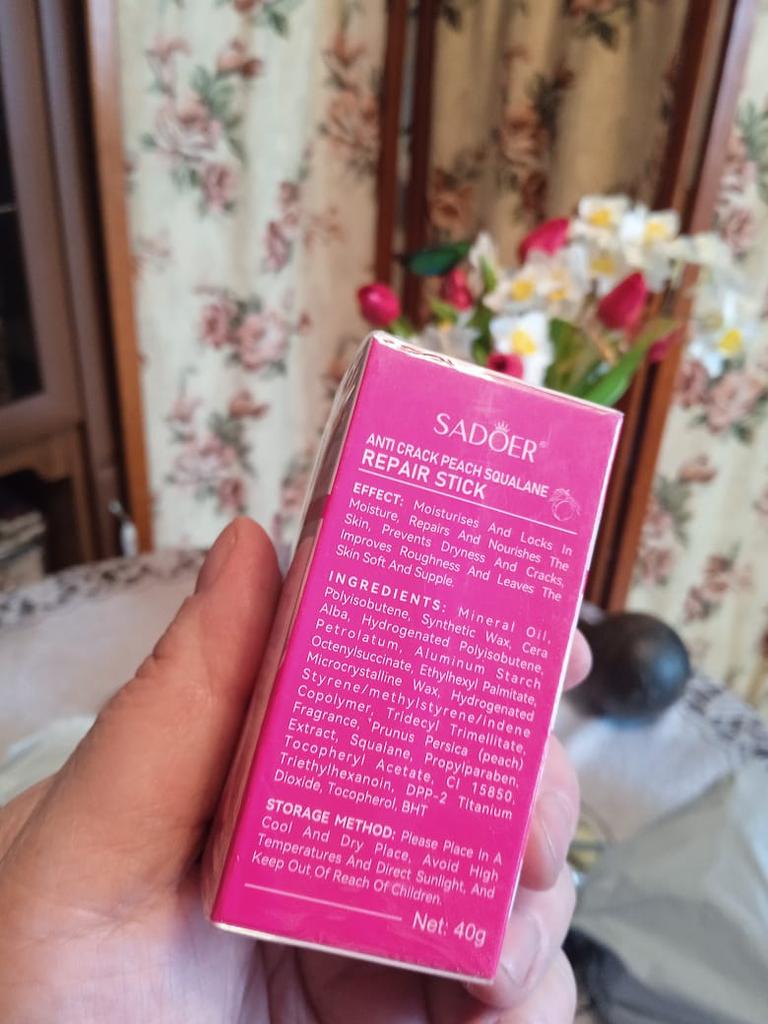 SADOER®
ANTI CRACK PEACH SQUALANE
REPAIR STICK
EFFECT: Moisturises And Locks In
Moisture, Repairs And Nourishes The
Skin, Prevents Dryness And Cracks,
Improves Roughness And Leaves The
Skin Soft And Supple.
INGREDIENTS: Mineral Oil,
Polyisobutene, Synthetic Wax, Cera
Alba, Hydrogenated Polyisobutene,
Petrolatum, Aluminum Starch
Octenylsuccinate, Ethylhexyl Palmitate,
Microcrystalline Wax, Hydrogenated
Styrene/methylstyrene/indene
Copolymer, Tridecyl Trimellitate,
Fragrance, Prunus Persica (peach)
Extract, Squalane, Propylparaben,
Tocopheryl Acetate, CI 15850,
Triethylhexanoin, DPP-2 Titanium
Dioxide, Tocopherol, BHT
STORAGE METHOD: Please Place In A
Cool And Dry Place, Avoid High
Temperatures And Direct Sunlight, And
Keep Out Of Reach Of Children.
Net: 40g